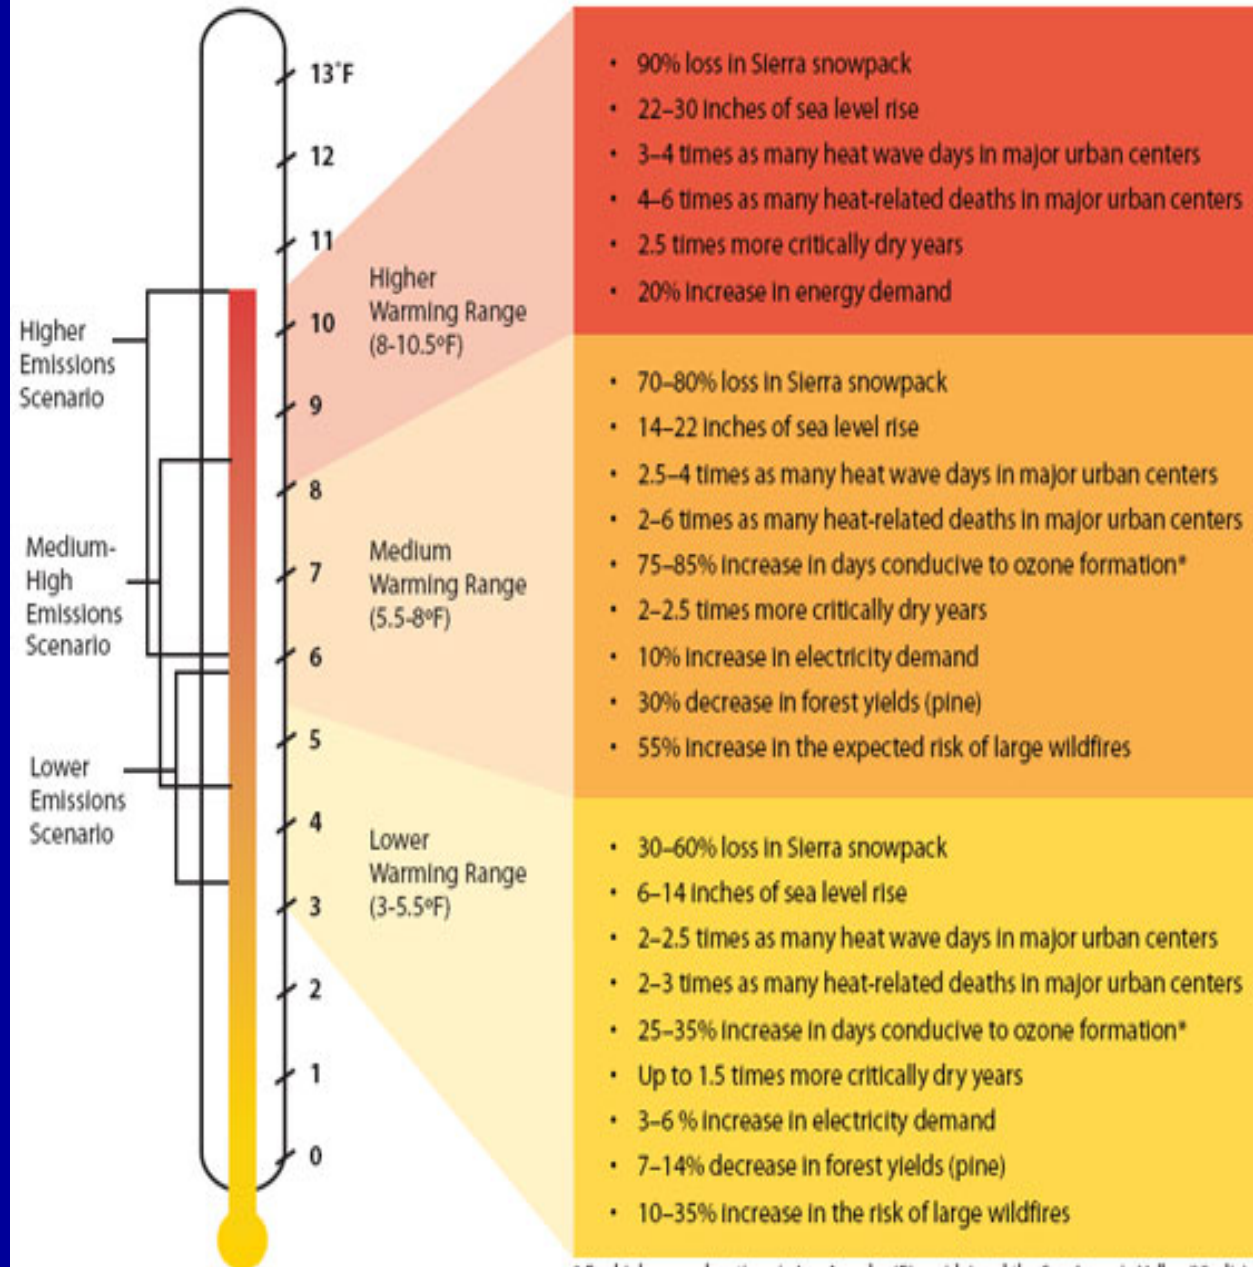 13°F
12
11
10
9
8
7
6
5
4
3
2
1
0
Higher
Emissions
Scenario
Medium-
High
Emissions
Scenario
Lower
Emissions
Scenario
Higher
Warming Range
(8-10.5ºF)
Medium
Warming Range
(5.5-8ºF)
Lower
Warming Range
(3-5.5ºF)
• 90% loss in Sierra snowpack
• 22–30 inches of sea level rise
• 3–4 times as many heat wave days in major urban centers
• 4–6 times as many heat-related deaths in major urban centers
• 2.5 times more critically dry years
• 20% increase in energy demand
• 70–80% loss in Sierra snowpack
• 14–22 inches of sea level rise
• 2.5–4 times as many heat wave days in major urban centers
• 2–6 times as many heat-related deaths in major urban centers
• 75–85% increase in days conducive to ozone formation*
• 2–2.5 times more critically dry years
• 10% increase in electricity demand
• 30% decrease in forest yields (pine)
• 55% increase in the expected risk of large wildfires
• 30–60% loss in Sierra snowpack
• 6–14 inches of sea level rise
• 2–2.5 times as many heat wave days in major urban centers
• 2–3 times as many heat-related deaths in major urban centers
• 25–35% increase in days conducive to ozone formation*
• Up to 1.5 times more critically dry years
• 3–6 % increase in electricity demand
• 7–14% decrease in forest yields (pine)
• 10–35% increase in the risk of large wildfires